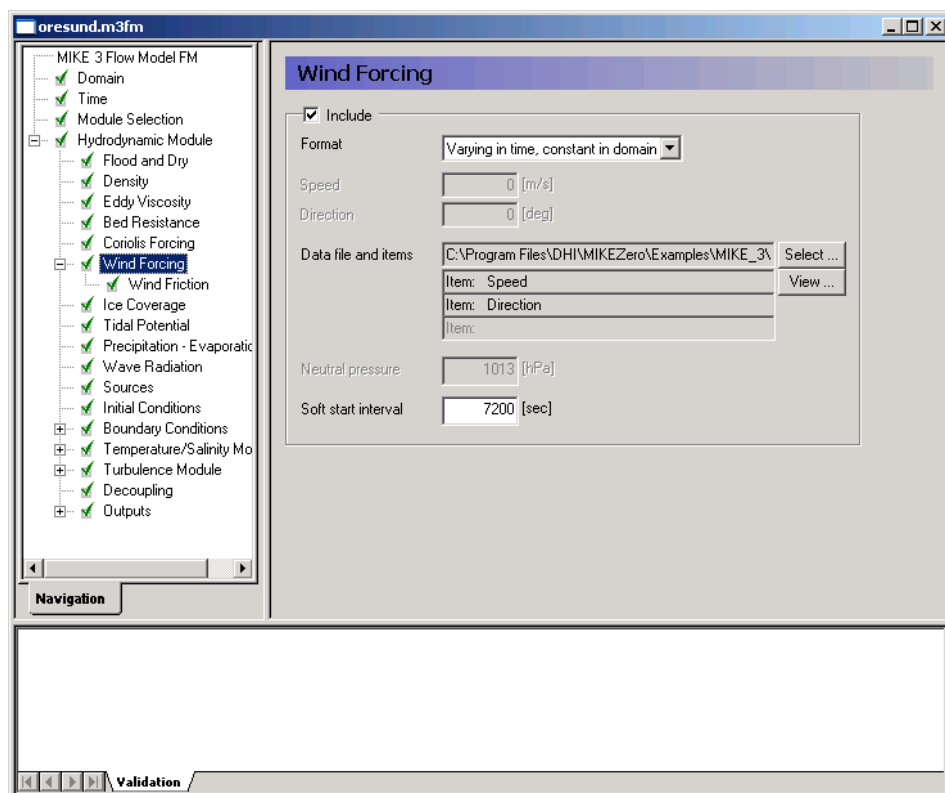 oresund.m3fm
MIKE 3 Flow Model FM
Domain
Time
Module Selection
Hydrodynamic Module
Flood and Dry
Density
Eddy Viscosity
Bed Resistance
Coriolis Forcing
Wind Forcing
Wind Friction
Ice Coverage
Tidal Potential
Precipitation - Evaporatio
Wave Radiation
Sources
Initial Conditions
Boundary Conditions
Temperature/Salinity Mo
Turbulence Module
Decoupling
Outputs
Navigation
Wind Forcing
Include
Format Varying in time, constant in domain
Speed 0 [m/s]
Direction 0 [deg]
Data file and items C:\Program Files\DHI\MIKEZero\Examples\MIKE_3\ Select ...
Item: Speed View ...
Item: Direction
Item:
Neutral pressure 1013 [hPa]
Soft start interval 7200 [sec]
Validation